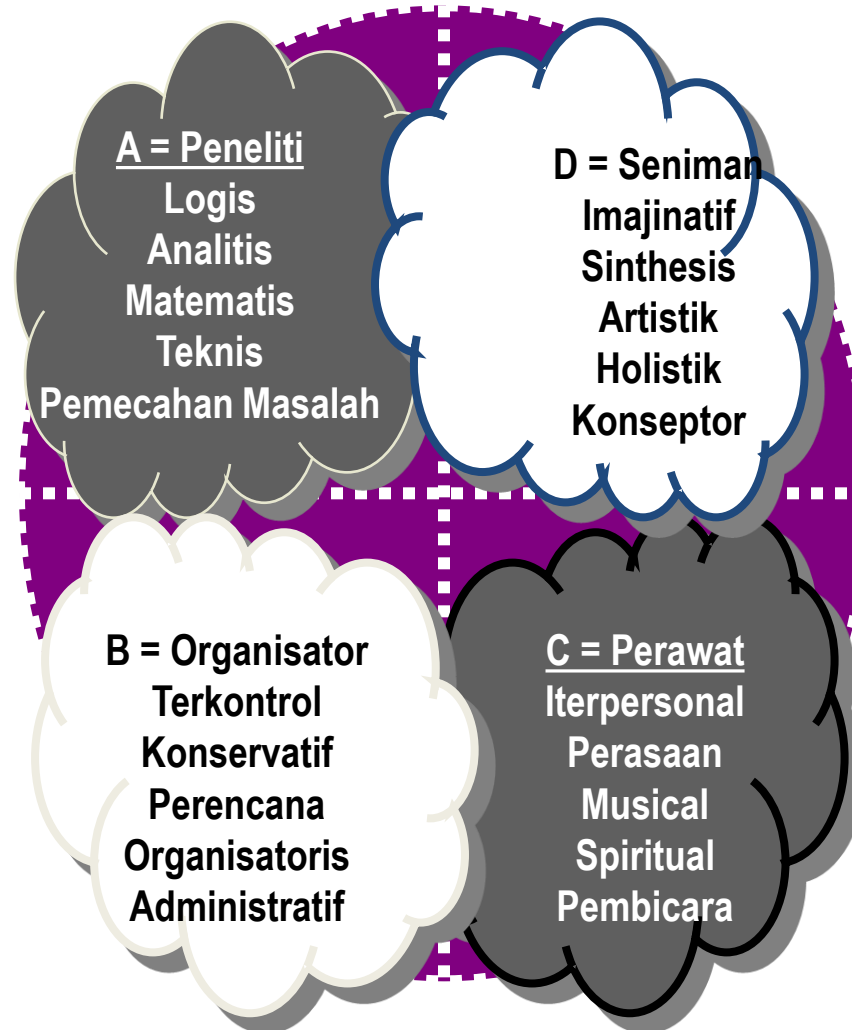 A = Peneliti
Logis
Analitis
Matematis
Teknis
Pemecahan Masalah
D = Seniman
Imajinatif
Sinthesis
Artistik
Holistik
Konseptor
B = Organisator
Terkontrol
Konservatif
Perencana
Organisatoris
Administratif
C = Perawat
Iterpersonal
Perasaan
Musical
Spiritual
Pembicara